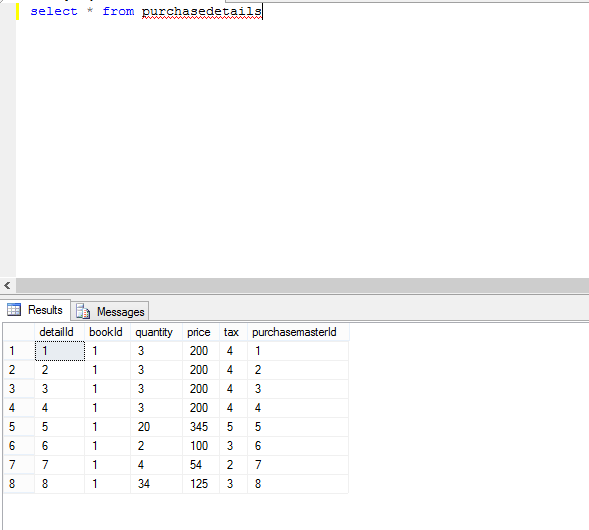 select * from purchasedetails
Results Messages
detailId bookId quantity price tax purchasemasterId
1 1 1 3 200 4 1
2 2 1 3 200 4 2
3 3 1 3 200 4 3
4 4 1 3 200 4 4
5 5 1 20 345 5 5
6 6 1 2 100 3 6
7 7 1 4 54 2 7
8 8 1 34 125 3 8